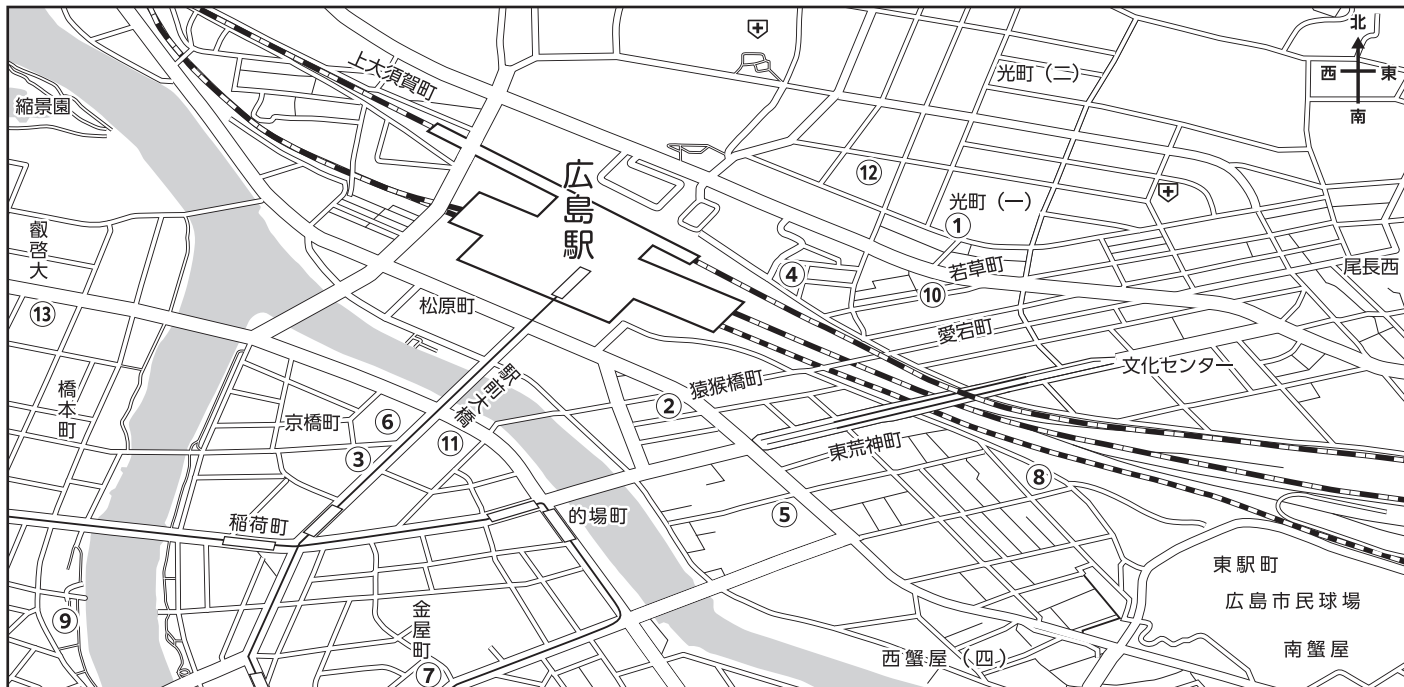 北
西 東
南
上大須賀町
光町（二）
縮景園
広島駅
⑫
光町（一）
①
叡啓大
④
若草町
尾長西
⑩
松原町
⑬
愛宕町
文化センター
駅前大橋
猿猴橋町
②
橋本町
京橋町
⑥
⑪
③
東荒神町
⑧
稲荷町
的場町
⑤
東駅町
広島市民球場
南蟹屋
金屋町
⑨
⑦
西蟹屋（四）